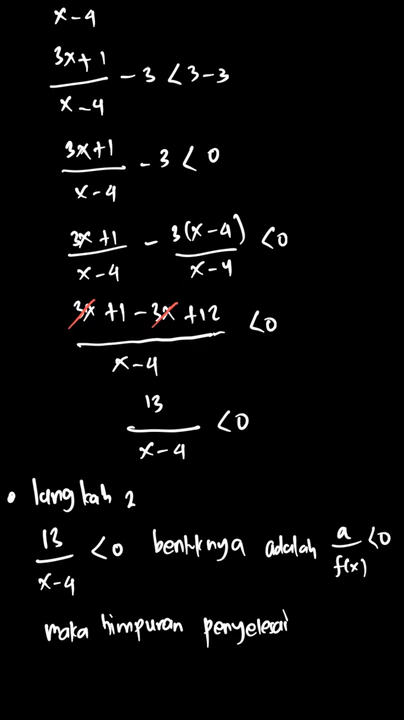 x-4
3x+1/x-4 - 3 < 3-3
3x+1/x-4 - 3 < 0
3x+1/x-4 - 3(x-4)/x-4 < 0
3x+1-3x+12/x-4 < 0
13/x-4 < 0
• langkah 2
13/x-4 < 0 bentuknya adalah a/f(x) < 0
maka himpunan penyelesai